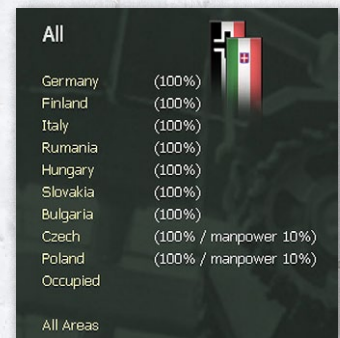 All
Germany (100%)
Finland (100%)
Italy (100%)
Rumania (100%)
Hungary (100%)
Slovakia (100%)
Bulgaria (100%)
Czech (100% / manpower 10%)
Poland (100% / manpower 10%)
Occupied
All Areas